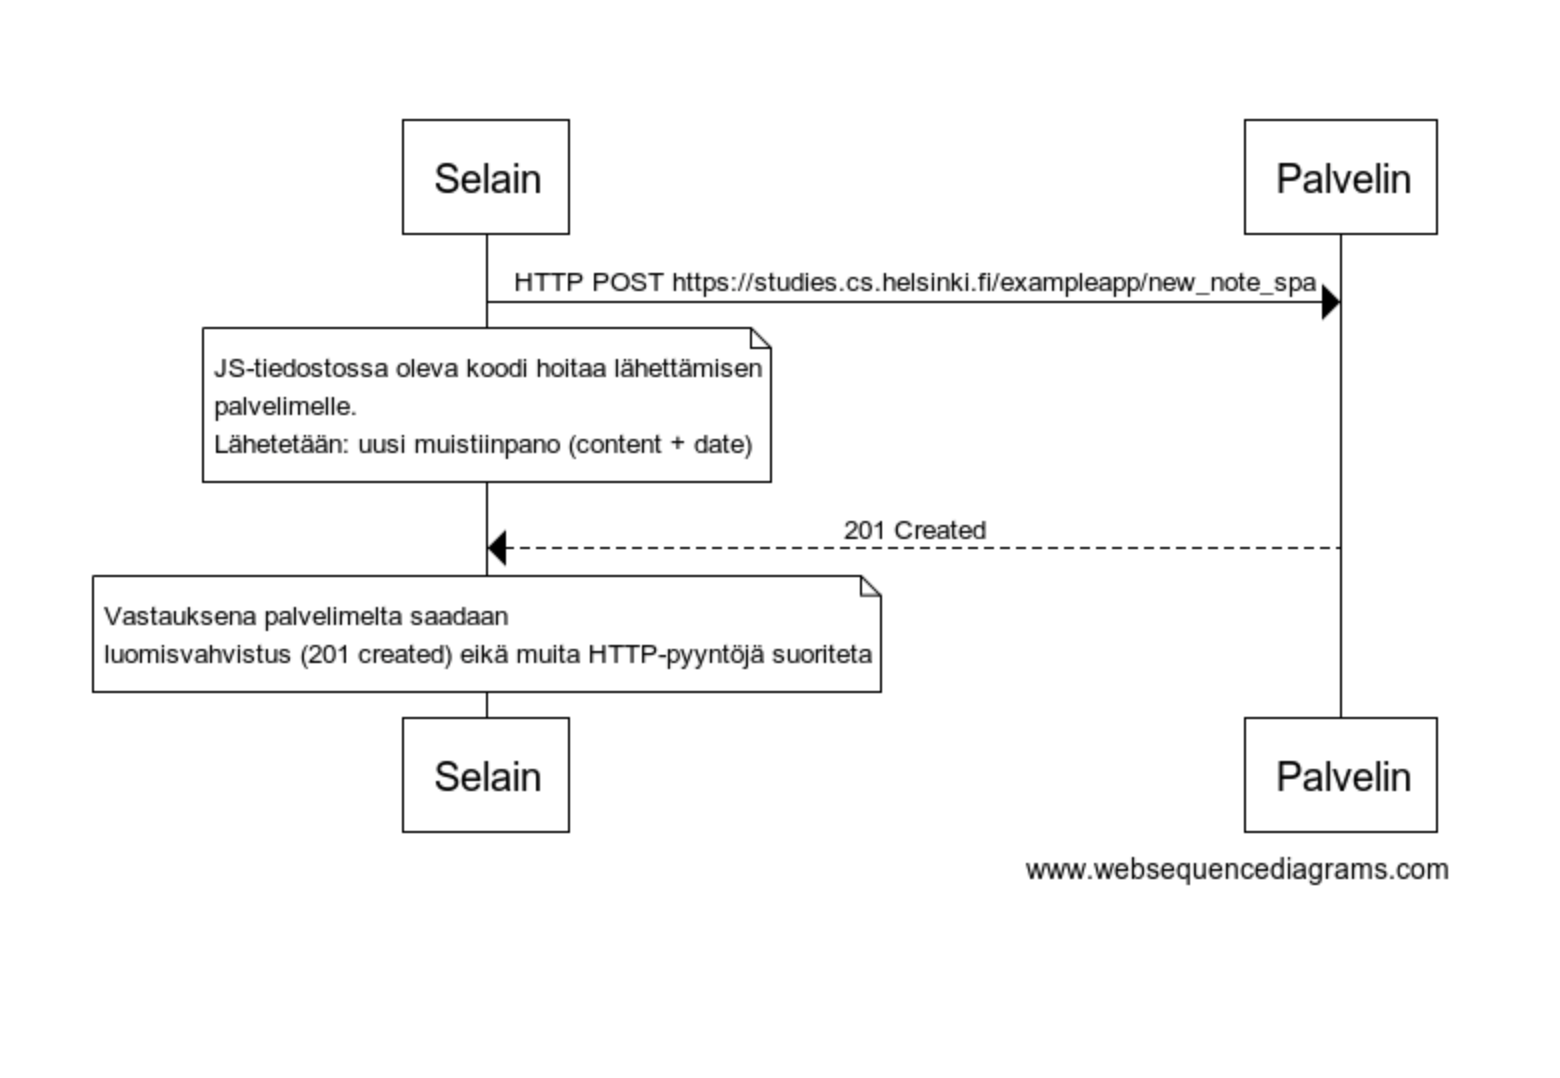 Selain
Palvelin
HTTP POST https://studies.cs.helsinki.fi/exampleapp/new_note_spa
JS-tiedostossa oleva koodi hoitaa lähettämisen
palvelimelle.
Lähetetään: uusi muistiinpano (content + date)
201 Created
Vastauksena palvelimelta saadaan
luomisvahvistus (201 created) eikä muita HTTP-pyyntöjä suoriteta
Selain
Palvelin
www.websequencediagrams.com